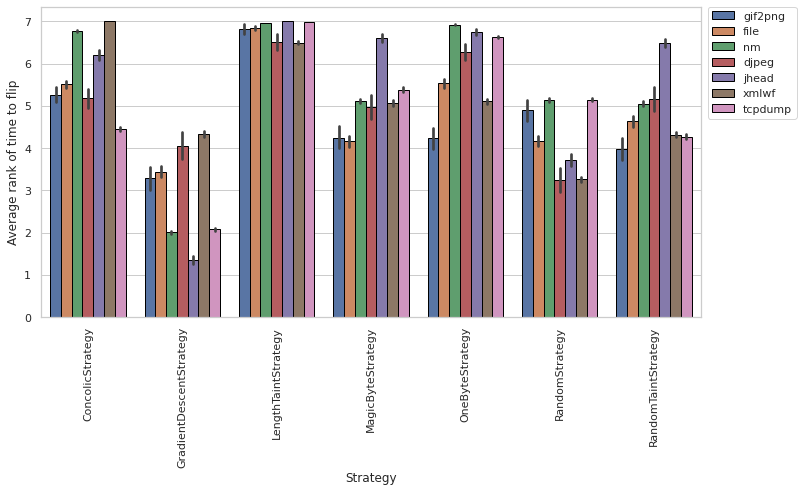 7
6
5
4
3
2
1
0
Average rank of time to flip
ConcolicStrategy
GradientDescentStrategy
LengthTaintStrategy
MagicByteStrategy
OneByteStrategy
RandomStrategy
RandomTaintStrategy
Strategy
gif2png
file
nm
djpeg
jhead
xmlwf
tcpdump